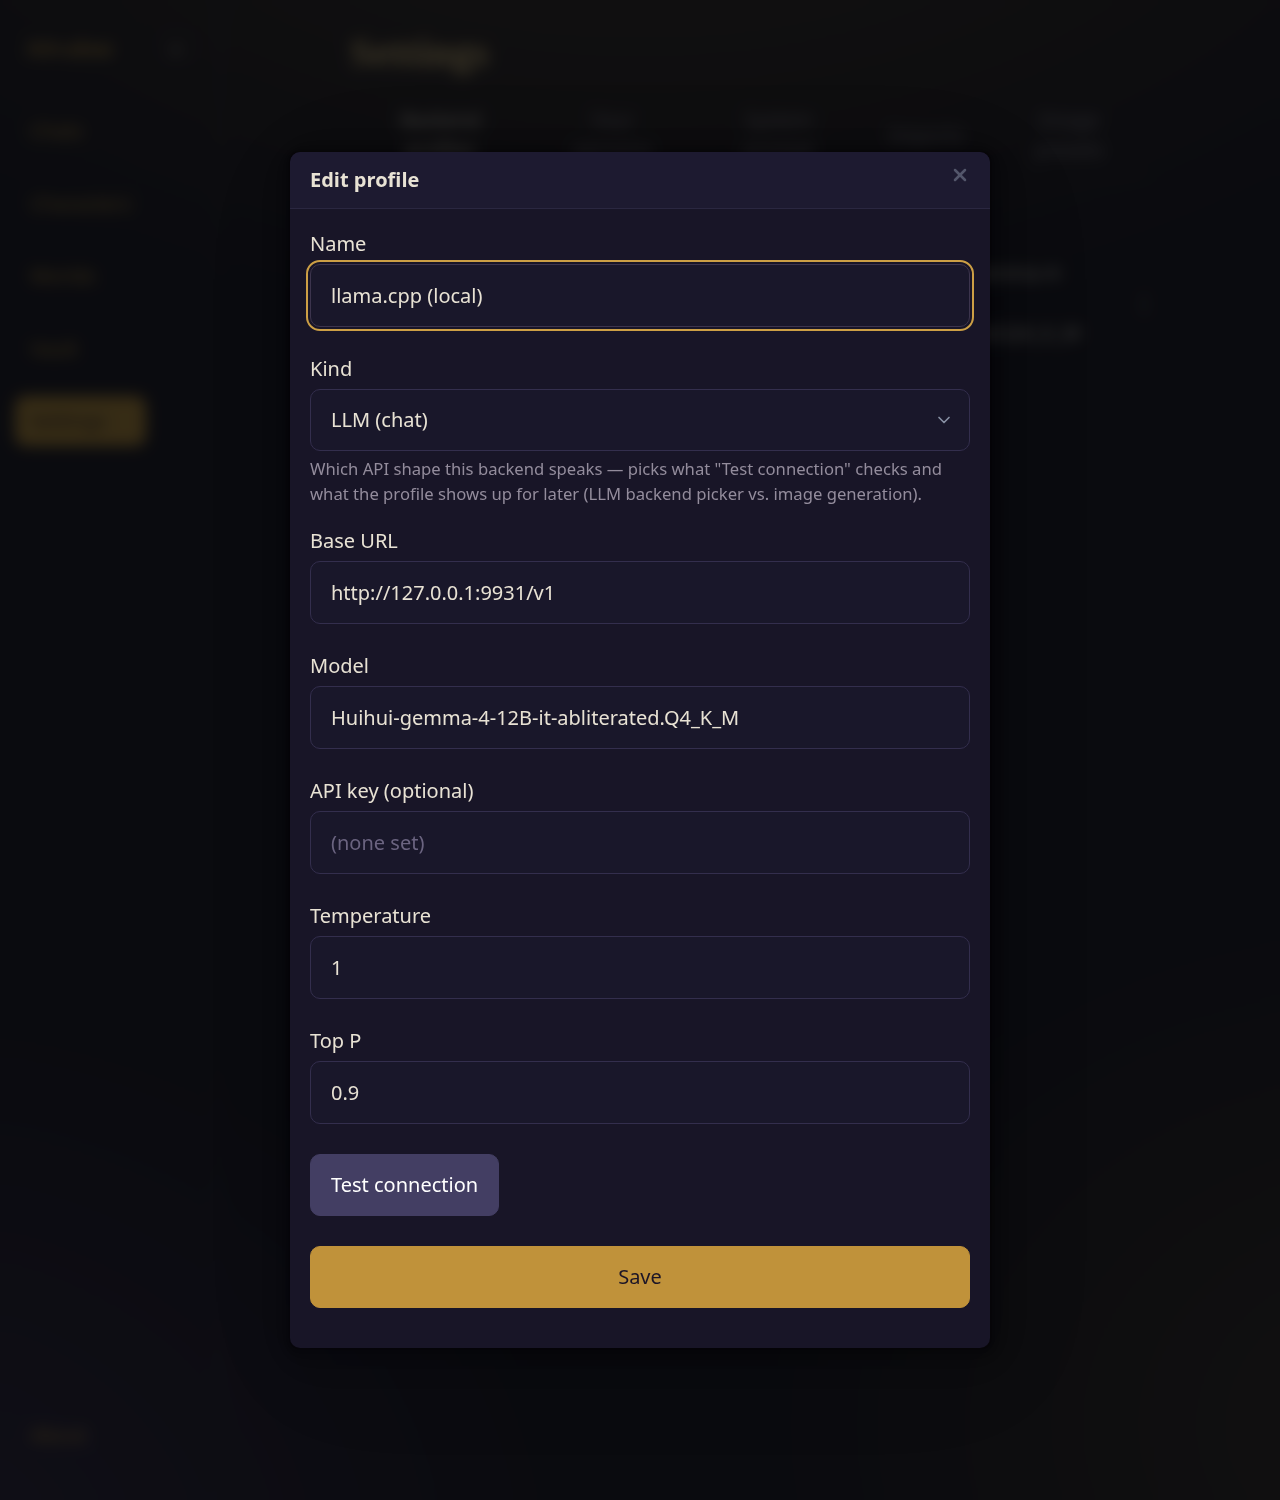 Settings
Edit profile
Name
llama.cpp (local)
Kind
LLM (chat)
Which API shape this backend speaks — picks what "Test connection" checks and
what the profile shows up for later (LLM backend picker vs. image generation).
Base URL
http://127.0.0.1:9931/v1
Model
Huihui-gemma-4-12B-it-abliterated.Q4_K_M
API key (optional)
(none set)
Temperature
1
Top P
0.9
Test connection
Save